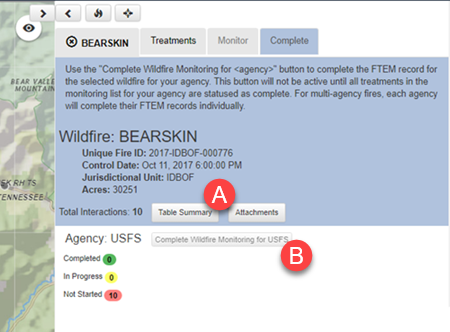 BEARSKIN
Treatments
Monitor
Complete
Use the "Complete Wildfire Monitoring for <agency>" button to complete the FTEM record for
the selected wildfire for your agency. This button will not be active until all treatments in the
monitoring list for your agency are statused as complete. For multi-agency fires, each agency
will complete their FTEM records individually.
BEAR VALLE
MOUNTAIN
Wildfire: BEARSKIN
Unique Fire ID: 2017-IDBOF-000776
Control Date: Oct 11, 2017 6:00:00 PM
Jurisdictional Unit: IDBOF
Acres: 30251
TENNESSEE
A
Total Interactions: 10
Table Summary
Attachments
Agency: USFS
Complete Wildfire Monitoring for USFS
B
Completed 0
In Progress 0
Not Started 10